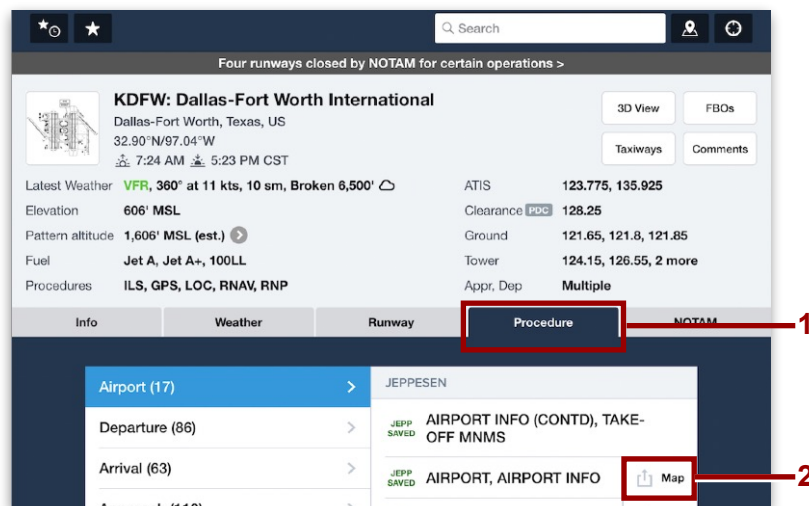 Search
Four runways closed by NOTAM for certain operations >
KDFW: Dallas-Fort Worth International
Dallas-Fort Worth, Texas, US
32.90°N/97.04°W
7:24 AM 5:23 PM CST
3D View FBOs
Taxiways Comments
Latest Weather VFR, 360° at 11 kts, 10 sm, Broken 6,500' ATIS 123.775, 135.925
Elevation 606' MSL Clearance PDC 128.25
Pattern altitude 1,606' MSL (est.) Ground 121.65, 121.8, 121.85
Fuel Jet A, Jet A+, 100LL Tower 124.15, 126.55, 2 more
Procedures ILS, GPS, LOC, RNAV, RNP Appr, Dep Multiple
Info Weather Runway Procedure NOTAM 1
Airport (17) >
Departure (86) >
Arrival (63) >
JEPPESEN
JEPP SAVED AIRPORT INFO (CONTD), TAKE-
OFF MNMS
JEPP SAVED AIRPORT, AIRPORT INFO Map 2